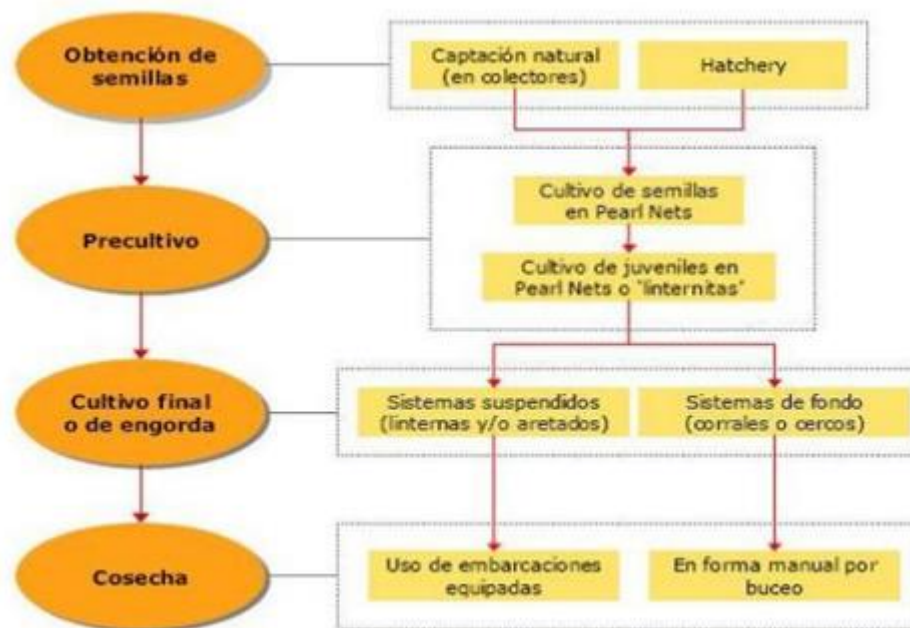 Obtención de
semillas
Captación natural
(en colectores)
Hatchery
Precultivo
Cultivo de semillas
en Pearl Nets
Cultivo de juveniles en
Pearl Nets o "linternitas"
Cultivo final
o de engorda
Sistemas suspendidos
(linternas y/o aretados)
Sistemas de fondo
(corrales o cercos)
Cosecha
Uso de embarcaciones
equipadas
En forma manual por
buceo